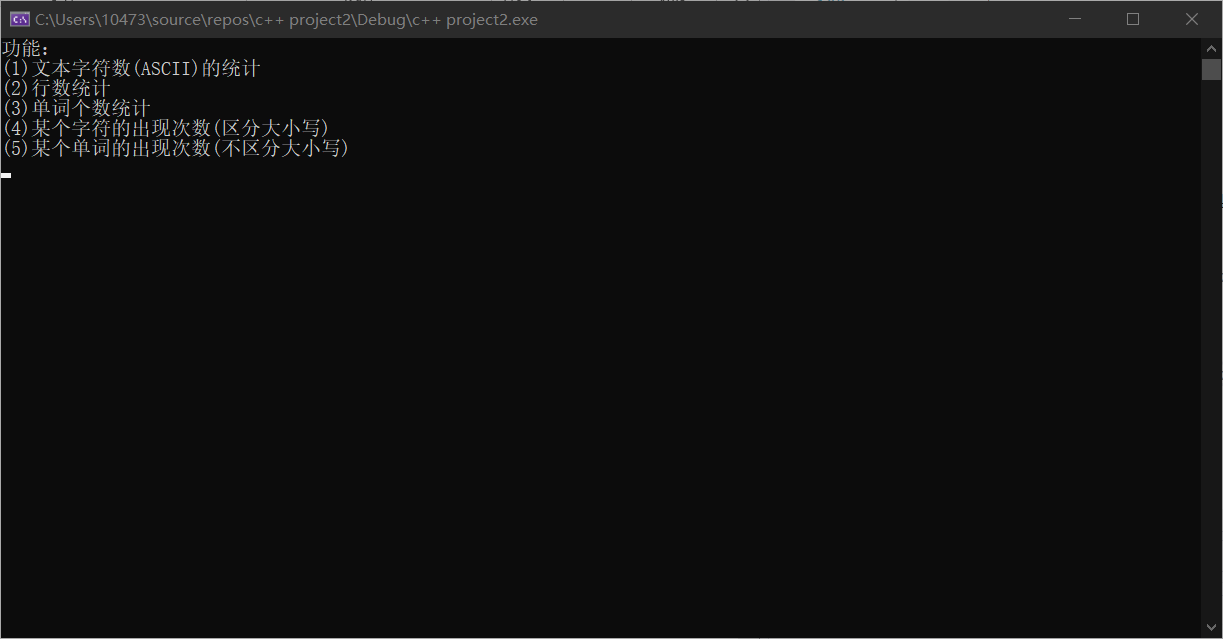 C:\Users\10473\source\repos\c++ project2\Debug\c++ project2.exe
功能:
(1)文本字符数(ASCII)的统计
(2)行数统计
(3)单词个数统计
(4)某个字符的出现次数(区分大小写)
(5)某个单词的出现次数(不区分大小写)